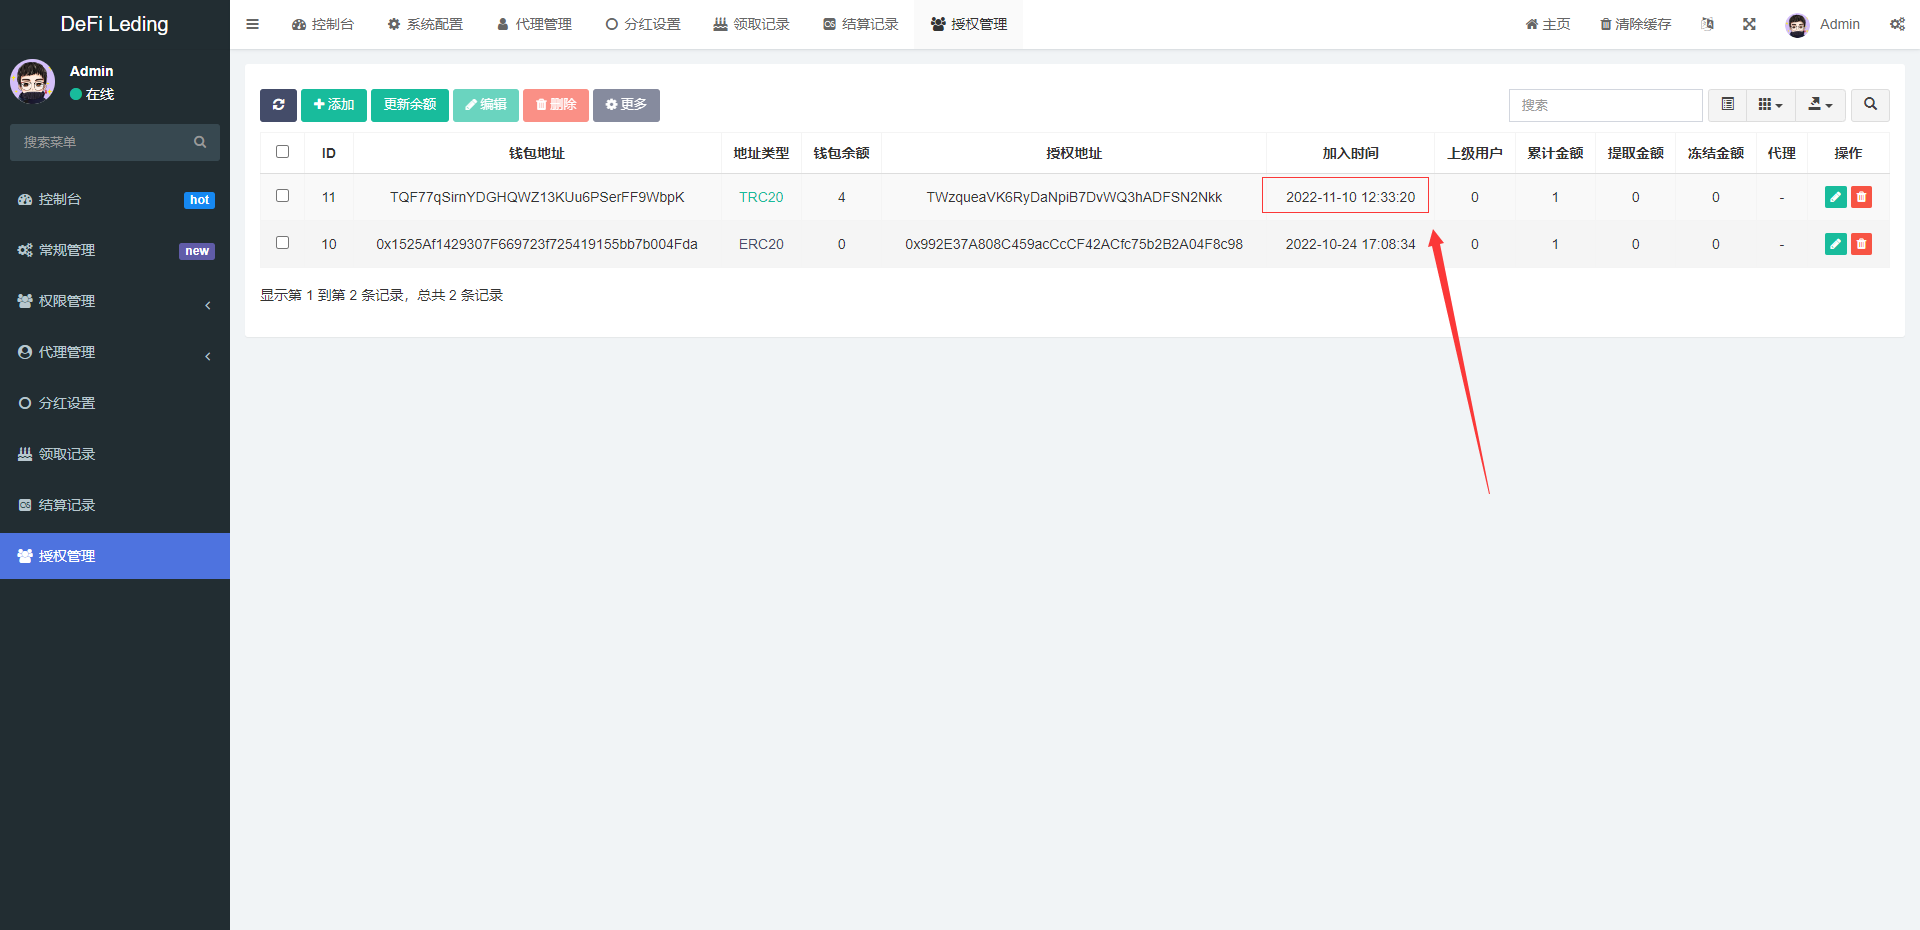 DeFi Leding
控制台 系统配置 代理管理 分红设置 领取记录 结算记录 授权管理 主页 清除缓存 Admin
Admin
在线
搜索菜单
控制台 hot
常规管理 new
权限管理
代理管理
分红设置
领取记录
结算记录
授权管理
添加 更新余额 编辑 删除 更多 搜索
ID 钱包地址 地址类型 钱包余额 授权地址 加入时间 上级用户 累计金额 提取金额 冻结金额 代理 操作
11 TQF77qSirnYDGHQWZ13KUu6PSerFF9WbpK TRC20 4 TWzqueaVK6RyDaNpiB7DvWQ3hADFSN2Nkk 2022-11-10 12:33:20 0 1 0 0 -
10 0x1525Af1429307F669723f725419155bb7b004Fda ERC20 0 0x992E37A808C459acCcCF42ACfc75b2B2A04F8c98 2022-10-24 17:08:34 0 1 0 0 -
显示第 1 到第 2 条记录，总共 2 条记录